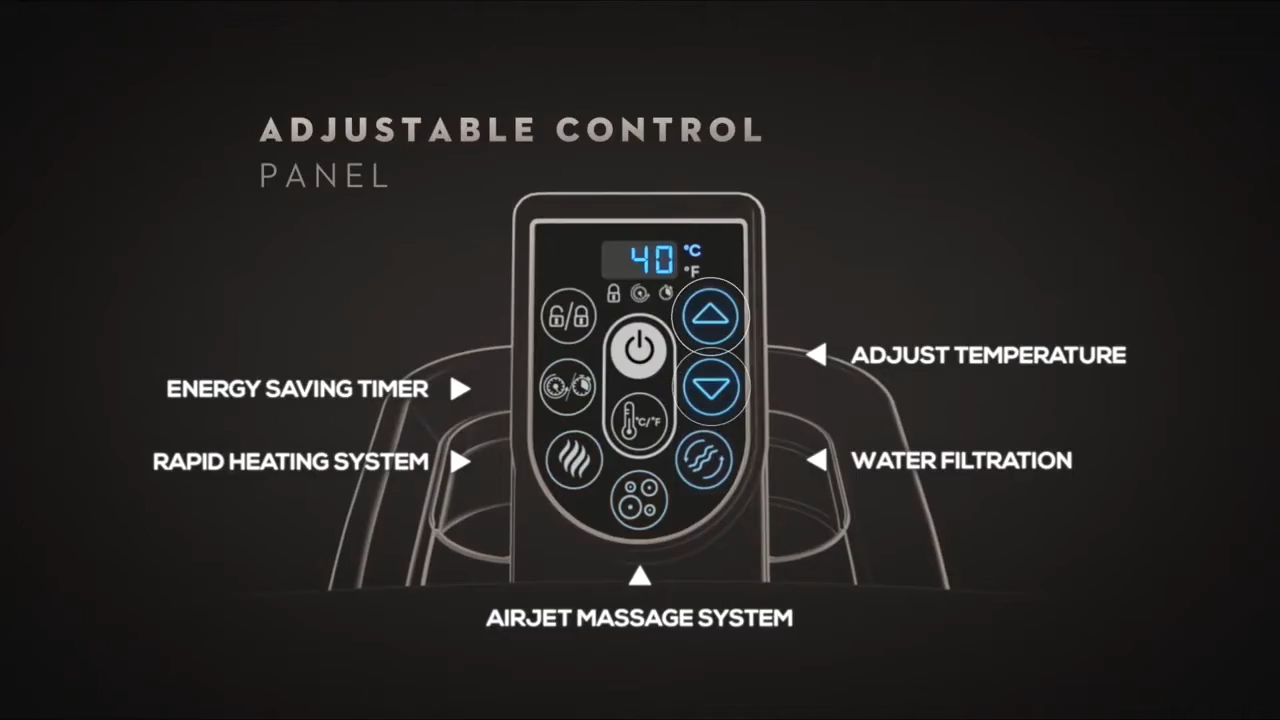 ADJUSTABLE CONTROL
PANEL
40 °C
°F
ADJUST TEMPERATURE
ENERGY SAVING TIMER
°C/°F
RAPID HEATING SYSTEM
WATER FILTRATION
AIRJET MASSAGE SYSTEM